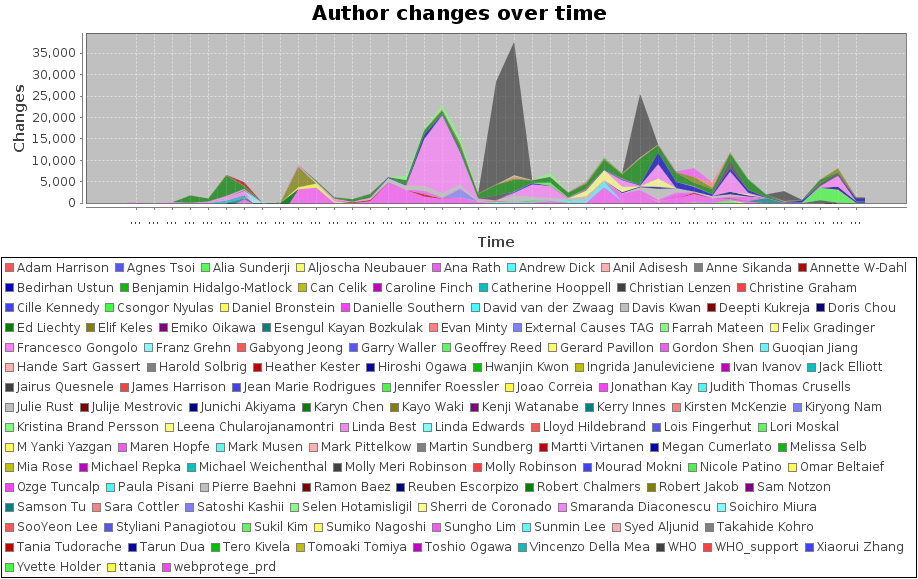 Author changes over time
35,000
30,000
25,000
20,000
15,000
10,000
5,000
0
Changes
Time
Adam Harrison Agnes Tsoi Alia Sunderji Aljoscha Neubauer Ana Rath Andrew Dick Anil Adisesh Anne Sikanda Annette W-Dahl
Bedirhan Ustun Benjamin Hidalgo-Matlock Can Celik Caroline Finch Catherine Hooppell Christian Lenzen Christine Graham
Cille Kennedy Csongor Nyulas Daniel Bronstein Danielle Southern David van der Zwaag Davis Kwan Deepti Kukreja Doris Chou
Ed Liechty Elif Keles Emiko Oikawa Esengul Kayan Bozkulak Evan Minty External Causes TAG Farrah Mateen Felix Gradinger
Francesco Gongolo Franz Grehn Gabyong Jeong Garry Waller Geoffrey Reed Gerard Pavillon Gordon Shen Guoqian Jiang
Hande Sart Gassert Harold Solbrig Heather Kester Hiroshi Ogawa Hwanjin Kwon Ingrida Januleviciene Ivan Ivanov Jack Elliott
Jairus Quesnele James Harrison Jean Marie Rodrigues Jennifer Roessler Joao Correia Jonathan Kay Judith Thomas Crusells
Julie Rust Julije Mestrovic Junichi Akiyama Karyn Chen Kayo Waki Kenji Watanabe Kerry Innes Kirsten McKenzie Kiryong Nam
Kristina Brand Persson Leena Chularojanamontri Linda Best Linda Edwards Lloyd Hildebrand Lois Fingerhut Lori Moskal
M Yanki Yazgan Maren Hopfe Mark Musen Mark Pittelkow Martin Sundberg Martti Virtanen Megan Cumerlato Melissa Selb
Mia Rose Michael Repka Michael Weichenthal Molly Meri Robinson Molly Robinson Mourad Mokni Nicole Patino Omar Beltaief
Ozge Tuncalp Paula Pisani Pierre Baehni Ramon Baez Reuben Escorpizo Robert Chalmers Robert Jakob Sam Notzon
Samson Tu Sara Cottler Satoshi Kashii Selen Hotamisligil Sherri de Coronado Smaranda Diaconescu Soichiro Miura
SooYeon Lee Styliani Panagiotou Sukil Kim Sumiko Nagoshi Sungho Lim Sunmin Lee Syed Aljunid Takahide Kohro
Tania Tudorache Tarun Dua Tero Kivela Tomoaki Tomiya Toshio Ogawa Vincenzo Della Mea WHO WHO_support Xiaorui Zhang
Yvette Holder ttania webprotege_prd